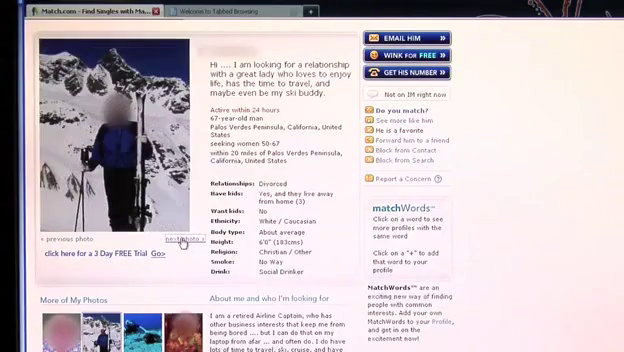 Match.com - Find Singles with Ma...
Welcome to Tabbed Browsing
Hi .... I am looking for a relationship
with a great lady who loves to enjoy
life, has the time to travel, and
maybe even be my ski buddy.
Active within 24 hours
67-year-old man
Palos Verdes Peninsula, California, United
States
seeking women 50-67
within 20 miles of Palos Verdes Peninsula,
California, United States
Relationships: Divorced
Have kids: Yes, and they live away
from home (3)
Want kids: No
Ethnicity: White / Caucasian
Body type: About average
Height: 6'0" (183cms)
Religion: Christian / Other
Smoke: No Way
Drink: Social Drinker
« previous photo
next photo »
click here for a 3 Day FREE Trial Go>
More of My Photos
About me and who I'm looking for
I am a retired Airline Captain, who
has other business interests that keep me
from being bored .... but I can do that on my
laptop from afar ... and often do. I do have
lots of time to travel, ski, cruise, and have
EMAIL HIM »
WINK FOR FREE »
GET HIS NUMBER »
Not on IM right now
Do you match?
See more like him
He is a favorite
Forward him to a friend
Block from Contact
Block from Search
Report a Concern ?
matchWords™
Click on a word to see
more profiles with the
same word
Click on a "+" to add
that word to your
profile
MatchWords™ are an
exciting new way of finding
people with common
interests. Add your own
MatchWords to your Profile,
and get in on the
excitement now!